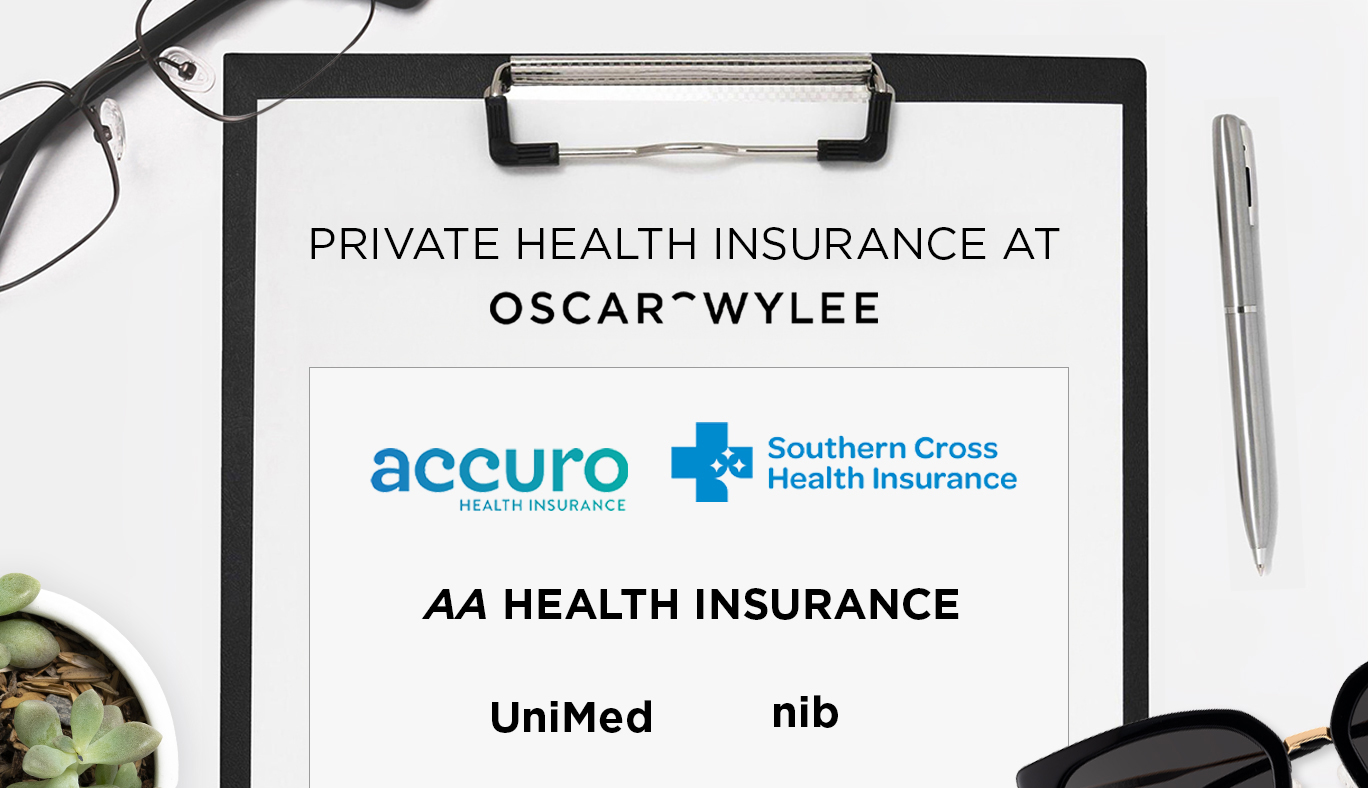 PRIVATE HEALTH INSURANCE AT
OSCAR WYLEE
accuro
HEALTH INSURANCE
Southern Cross
Health Insurance
AA HEALTH INSURANCE
UniMed nib